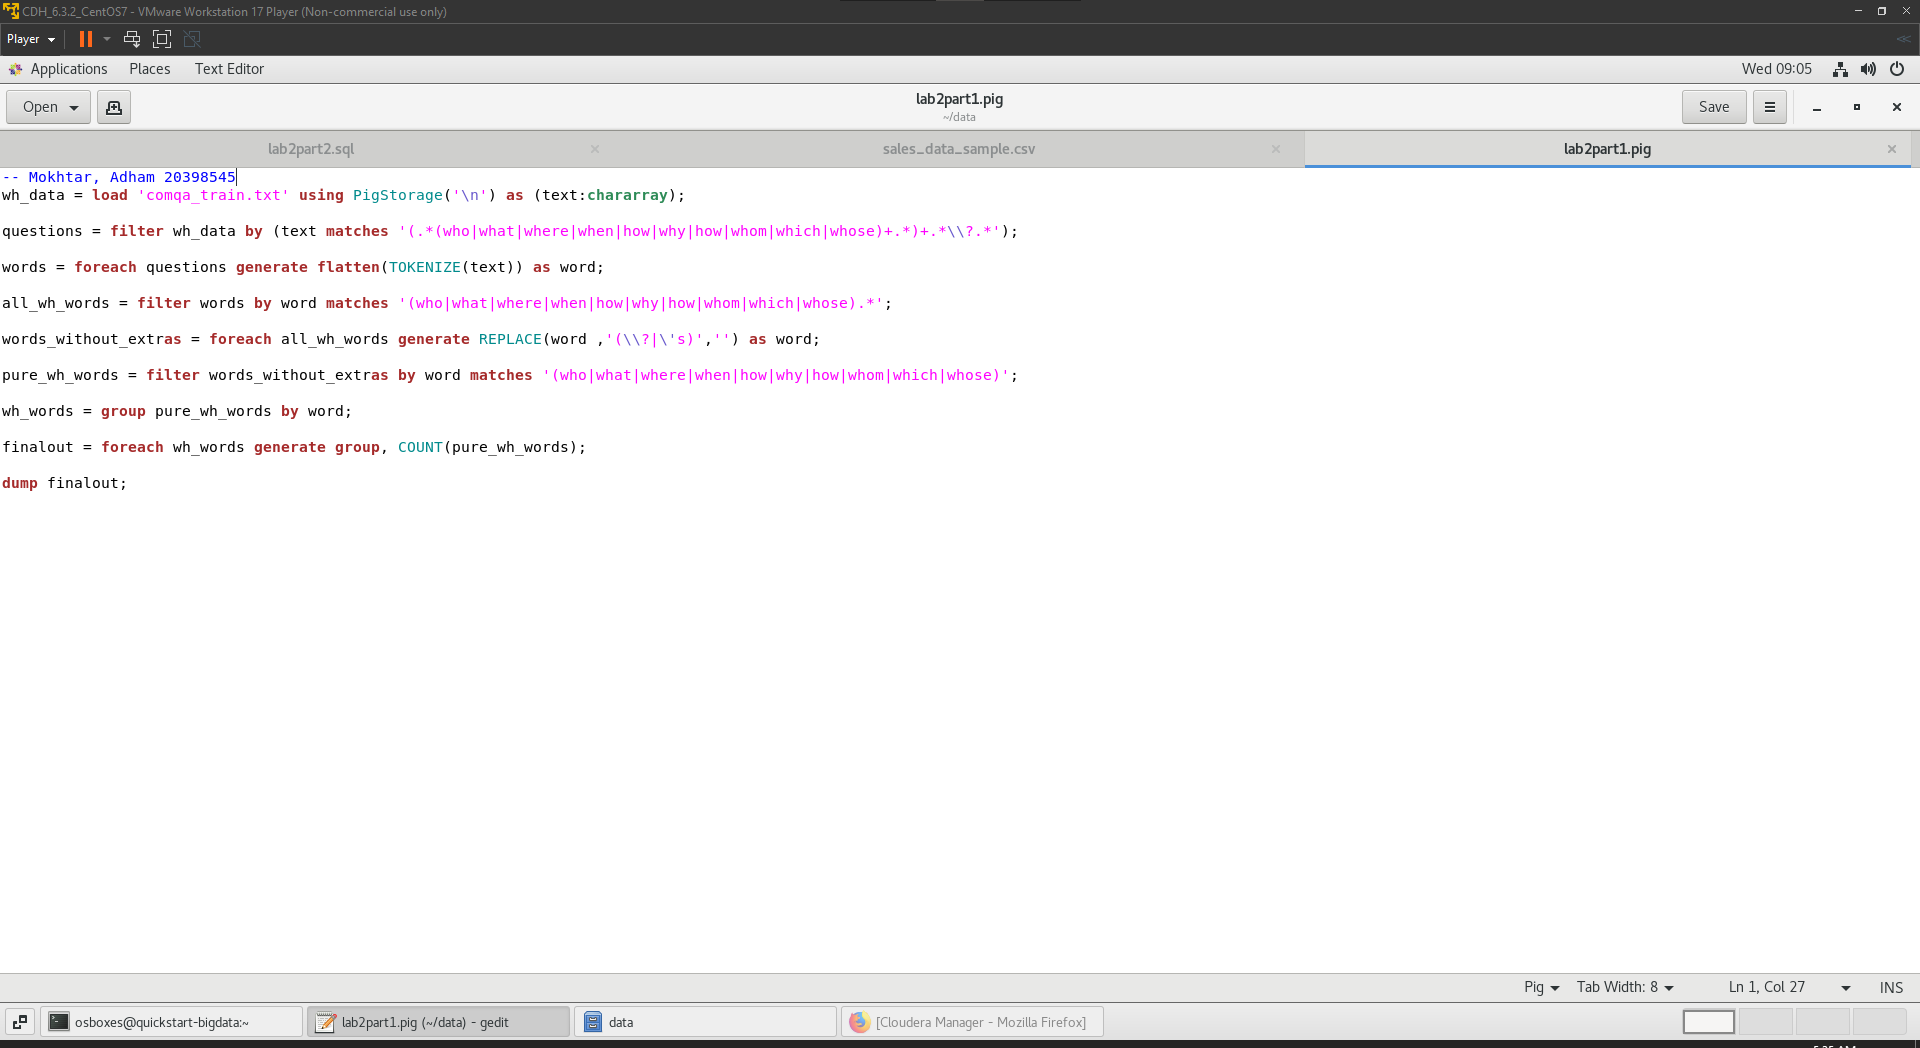 CDH_6.3.2_CentOS7 - VMware Workstation 17 Player (Non-commercial use only)
Player
Applications Places Text Editor Wed 09:05
Open lab2part1.pig Save
~/data
lab2part2.sql sales_data_sample.csv lab2part1.pig
-- Mokhtar, Adham 20398545
wh_data = load 'comqa_train.txt' using PigStorage('\n') as (text:chararray);
questions = filter wh_data by (text matches '(.*(who|what|where|when|how|why|how|whom|which|whose)+.*)+.*\\?.*');
words = foreach questions generate flatten(TOKENIZE(text)) as word;
all_wh_words = filter words by word matches '(who|what|where|when|how|why|how|whom|which|whose).*';
words_without_extras = foreach all_wh_words generate REPLACE(word ,'(\\?|\'s)','') as word;
pure_wh_words = filter words_without_extras by word matches '(who|what|where|when|how|why|how|whom|which|whose)';
wh_words = group pure_wh_words by word;
finalout = foreach wh_words generate group, COUNT(pure_wh_words);
dump finalout;
Pig Tab Width: 8 Ln 1, Col 27 INS
osboxes@quickstart-bigdata:~ lab2part1.pig (~/data) - gedit data [Cloudera Manager - Mozilla Firefox]